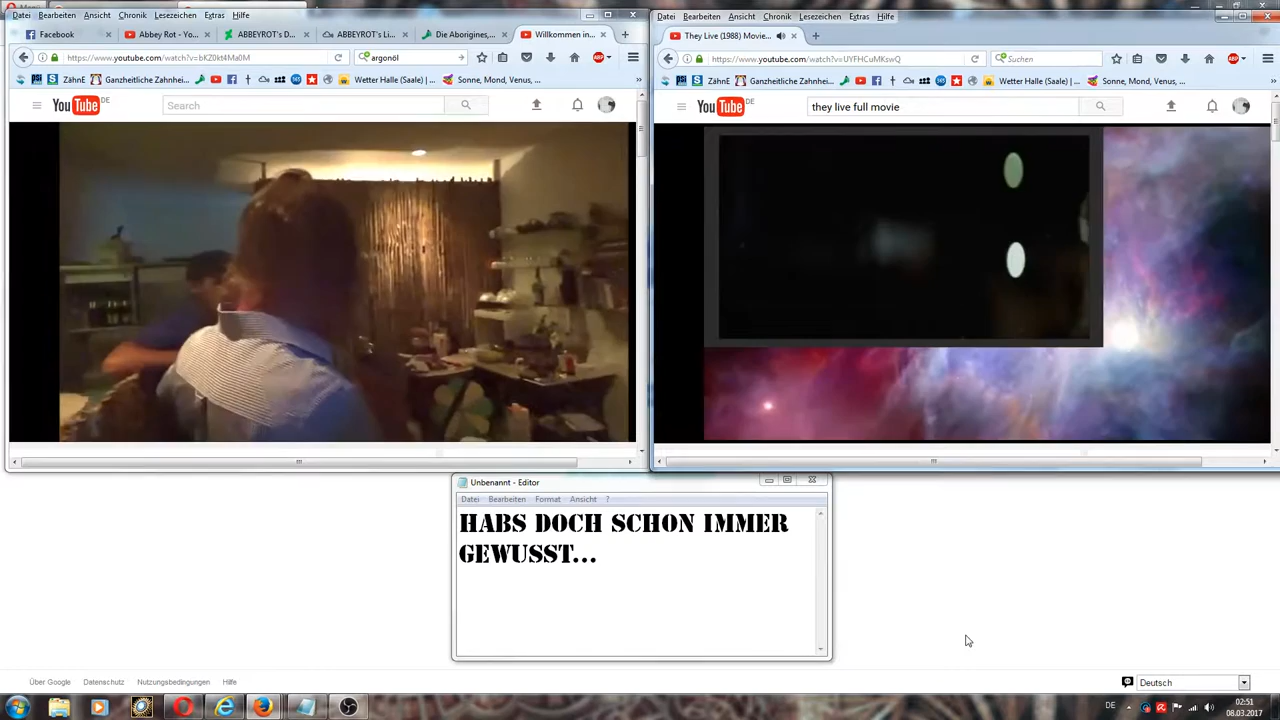 Datei Bearbeiten Ansicht Chronik Lesezeichen Extras Hilfe
Facebook
Abbey Rot - Yo...
ABBEYROT's D...
ABBEYROT's Li...
Die Aborigines,...
Willkommen in...
https://www.youtube.com/watch?v=bKZ0kt4Ma0M
argonöl
ZähnE
Ganzheitliche Zahnhei...
Wetter Halle (Saale) | ...
Sonne, Mond, Venus, ...
YouTube DE
Search
Datei Bearbeiten Ansicht Chronik Lesezeichen Extras Hilfe
They Live (1988) Movie...
https://www.youtube.com/watch?v=UYFHCuMKswQ
Suchen
ZähnE
Ganzheitliche Zahnhei...
Wetter Halle (Saale) | ...
Sonne, Mond, Venus, ...
YouTube DE
they live full movie
Unbenannt - Editor
Datei Bearbeiten Format Ansicht ?
HABS DOCH SCHON IMMER
GEWUSST...
Über Google Datenschutz Nutzungsbedingungen Hilfe
Deutsch
DE
02:51
08.03.2017